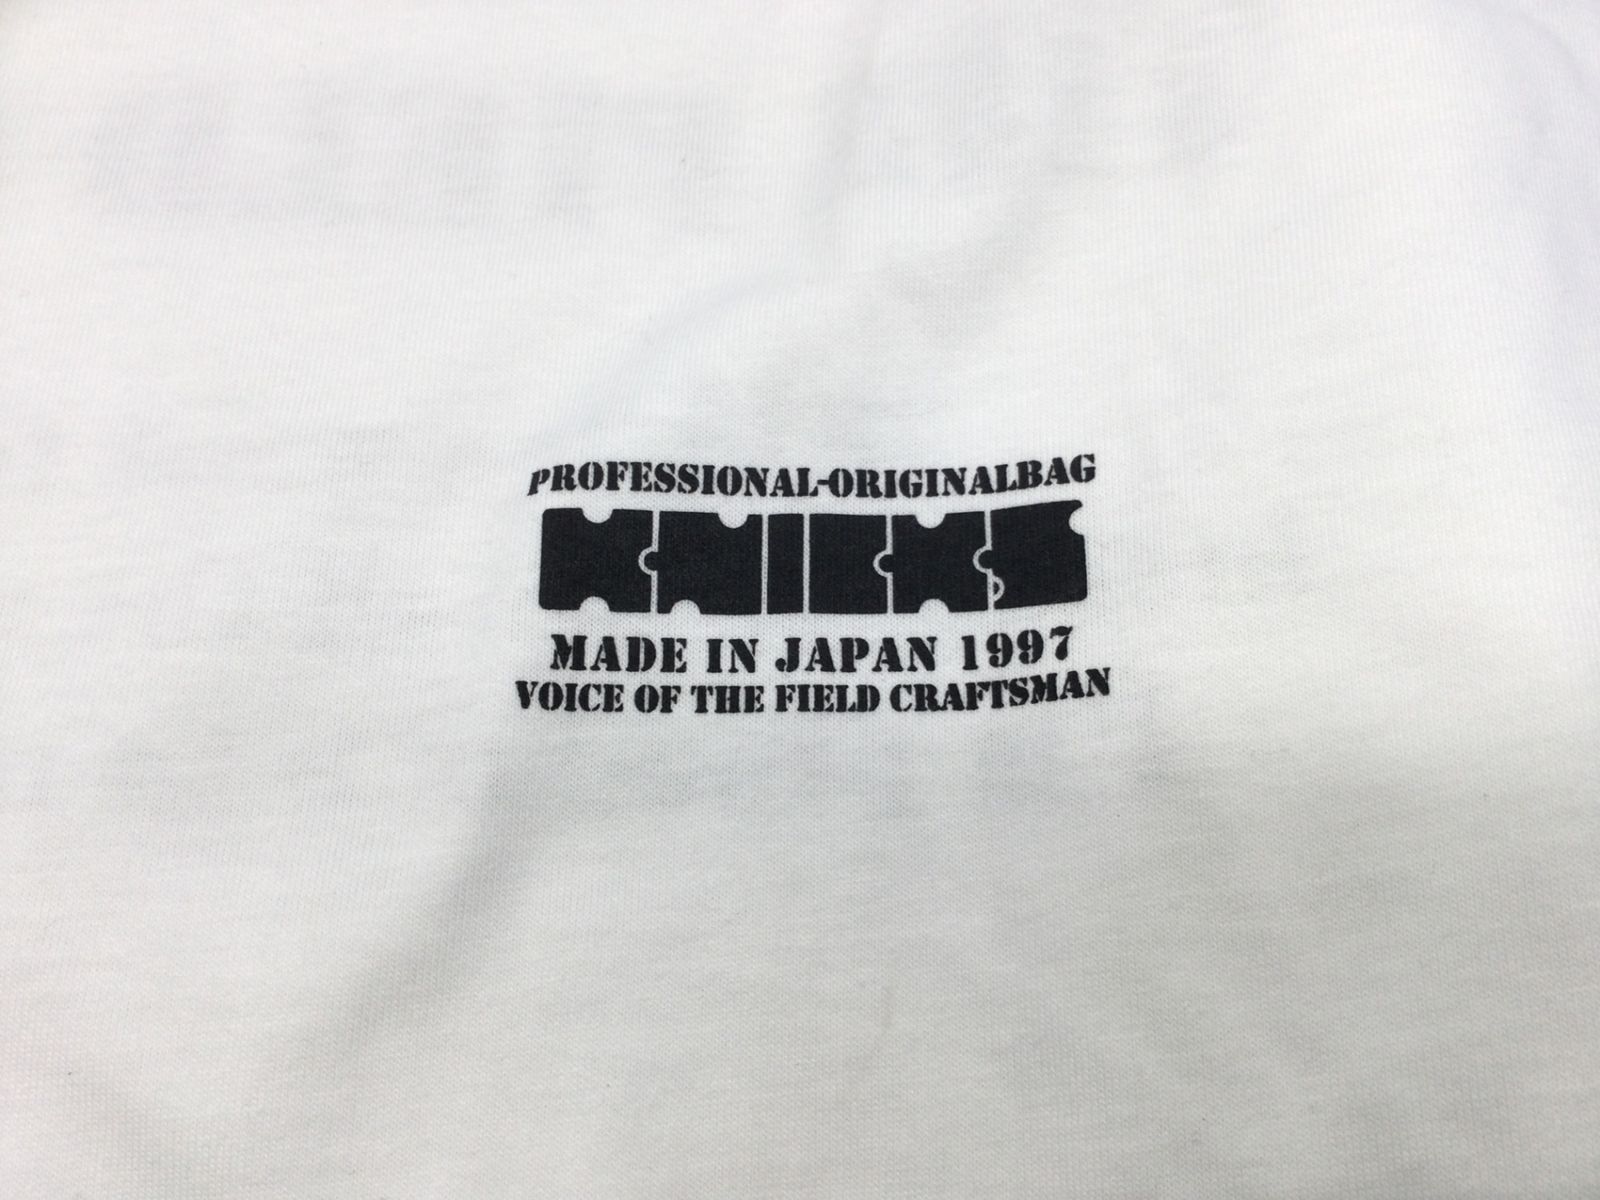 PROFESSIONAL-ORIGINALBAG
KNICKS
MADE IN JAPAN 1997
VOICE OF THE FIELD CRAFTSMAN